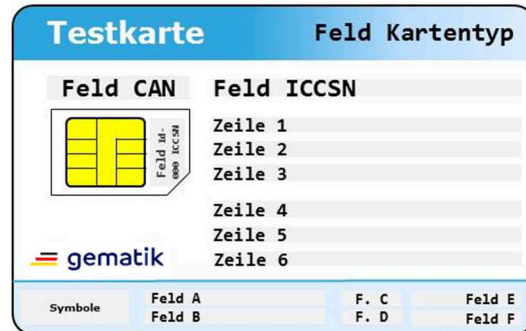 Testkarte Feld Kartentyp
Feld CAN Feld ICCSN
Feld Id-
000 ICCSN
Zeile 1
Zeile 2
Zeile 3
Zeile 4
Zeile 5
Zeile 6
gematik
Symbole
Feld A F. C Feld E
Feld B F. D Feld F